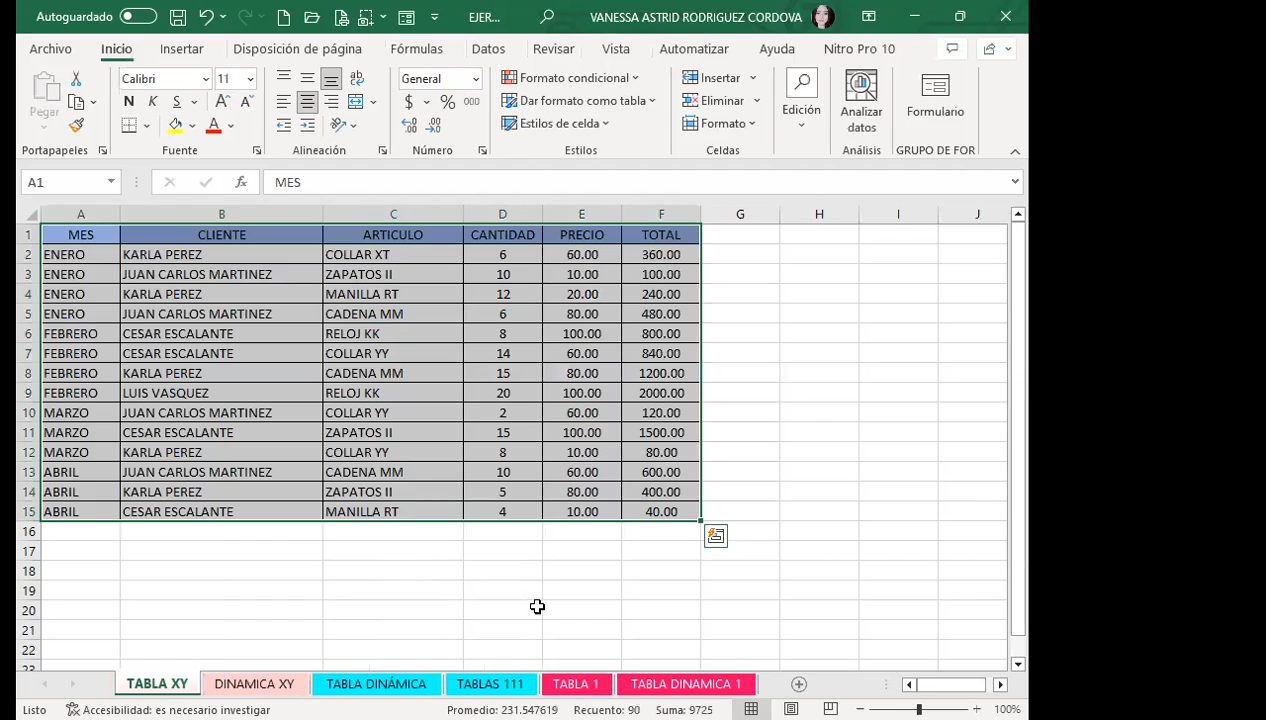 Autoguardado EJER... VANESSA ASTRID RODRIGUEZ CORDOVA
Archivo Inicio Insertar Disposición de página Fórmulas Datos Revisar Vista Automatizar Ayuda Nitro Pro 10
Pegar Calibri 11 General Formato condicional Insertar Edición Analizar datos Formulario
N K S $ % 000 Dar formato como tabla Eliminar
A Estilos de celda Formato
Portapapeles Fuente Alineación Número Estilos Celdas Análisis GRUPO DE FOR
A1 fx MES
A B C D E F G H I J
1 MES CLIENTE ARTICULO CANTIDAD PRECIO TOTAL
2 ENERO KARLA PEREZ COLLAR XT 6 60.00 360.00
3 ENERO JUAN CARLOS MARTINEZ ZAPATOS II 10 10.00 100.00
4 ENERO KARLA PEREZ MANILLA RT 12 20.00 240.00
5 ENERO JUAN CARLOS MARTINEZ CADENA MM 6 80.00 480.00
6 FEBRERO CESAR ESCALANTE RELOJ KK 8 100.00 800.00
7 FEBRERO CESAR ESCALANTE COLLAR YY 14 60.00 840.00
8 FEBRERO KARLA PEREZ CADENA MM 15 80.00 1200.00
9 FEBRERO LUIS VASQUEZ RELOJ KK 20 100.00 2000.00
10 MARZO JUAN CARLOS MARTINEZ COLLAR YY 2 60.00 120.00
11 MARZO CESAR ESCALANTE ZAPATOS II 15 100.00 1500.00
12 MARZO KARLA PEREZ COLLAR YY 8 10.00 80.00
13 ABRIL JUAN CARLOS MARTINEZ CADENA MM 10 60.00 600.00
14 ABRIL KARLA PEREZ ZAPATOS II 5 80.00 400.00
15 ABRIL CESAR ESCALANTE MANILLA RT 4 10.00 40.00
16
17
18
19
20
21
22
23
TABLA XY DINAMICA XY TABLA DINÁMICA TABLAS 111 TABLA 1 TABLA DINAMICA 1
Listo Accesibilidad: es necesario investigar Promedio: 231.547619 Recuento: 90 Suma: 9725 100%